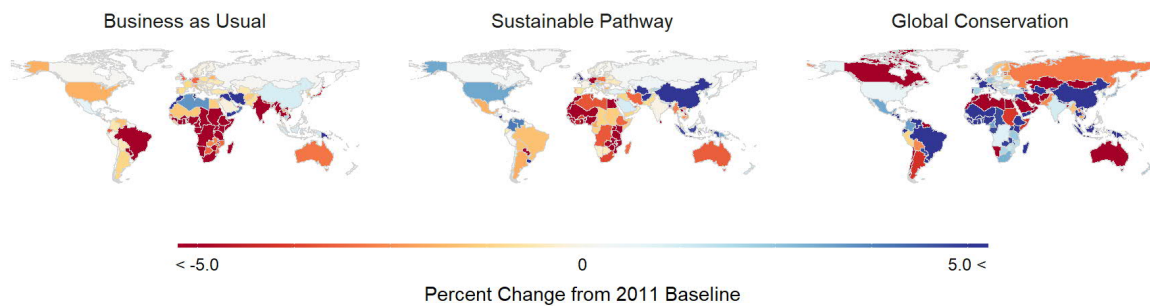 Business as Usual
Sustainable Pathway
Global Conservation
< -5.0
0
5.0 <
Percent Change from 2011 Baseline